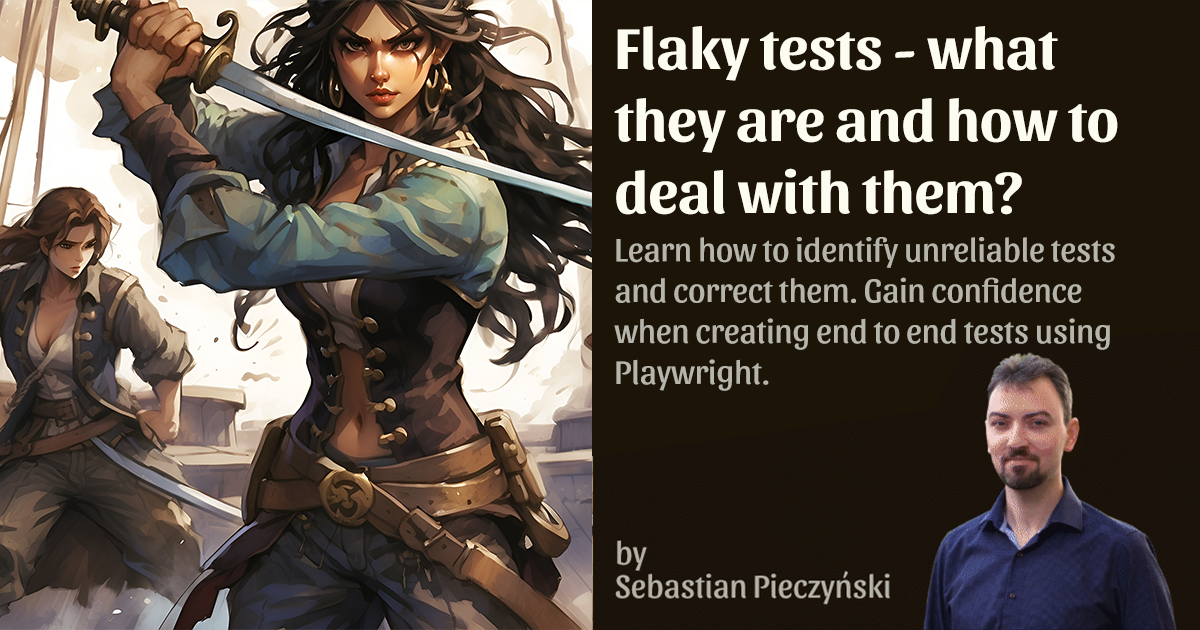 Flaky tests - what
they are and how to
deal with them?
Learn how to identify unreliable tests
and correct them. Gain confidence
when creating end to end tests using
Playwright.
by
Sebastian Pieczyński